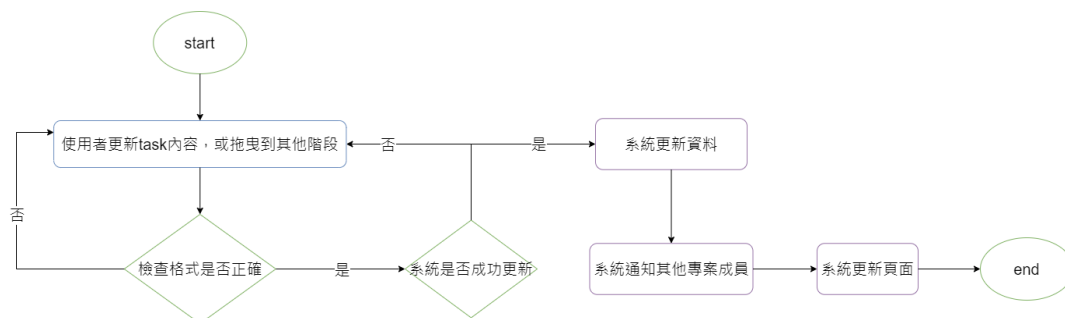 start
使用者更新task內容，或拖曳到其他階段
否
是
系統更新資料
否
檢查格式是否正確
是
系統是否成功更新
系統通知其他專案成員
系統更新頁面
end